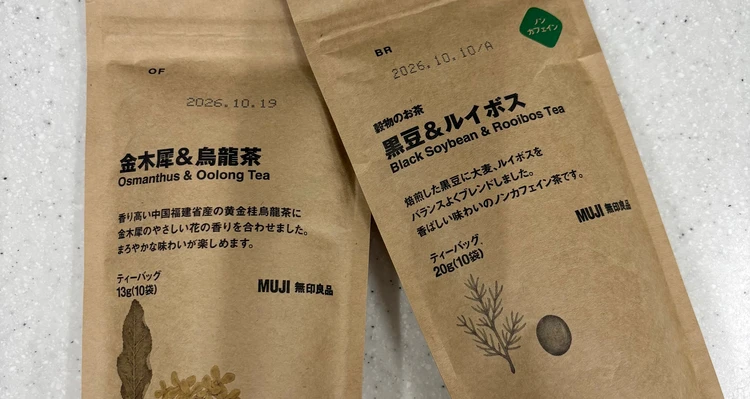 OF
2026.10.19
金木犀&烏龍茶
Osmanthus & Oolong Tea
香り高い中国福建省産の黄金桂烏龍茶に
金木犀のやさしい花の香りを合わせました。
まろやかな味わいが楽しめます。
ティーバッグ
13g(10袋)
MUJI 無印良品
BR
ノン
カフェイン
2026.10.10/A
穀物のお茶
黒豆&ルイボス
Black Soybean & Rooibos Tea
焙煎した黒豆に大麦、ルイボスを
バランスよくブレンドしました。
香ばしい味わいのノンカフェイン茶です。
ティーバッグ
20g(10袋)
MUJI 無印良品